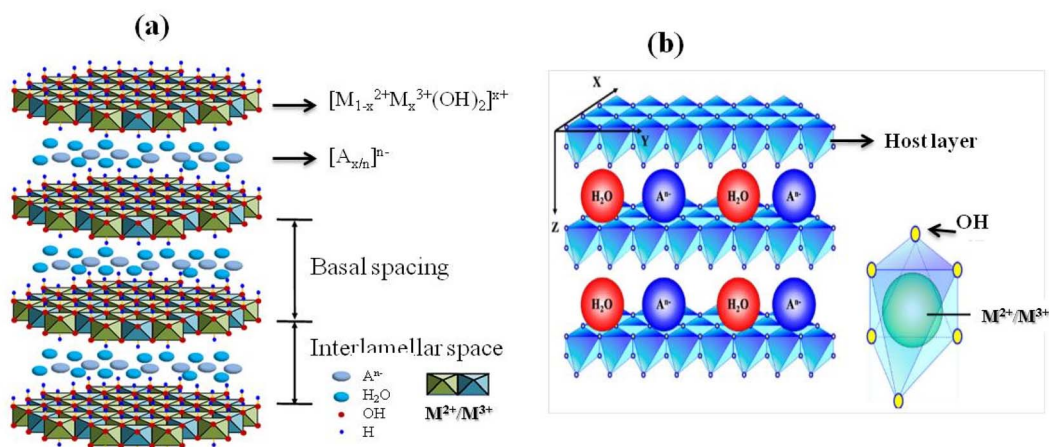 (a)
[M₁₋ₓ²⁺Mₓ³⁺(OH)₂]ˣ⁺
[Aₓ/ₙ]ⁿ⁻
Basal spacing
Interlamellar space
Aⁿ⁻
H₂O
OH
H
M²⁺/M³⁺
(b)
X
Y
Z
Host layer
H₂O
Aⁿ⁻
H₂O
Aⁿ⁻
H₂O
Aⁿ⁻
H₂O
Aⁿ⁻
OH
M²⁺/M³⁺